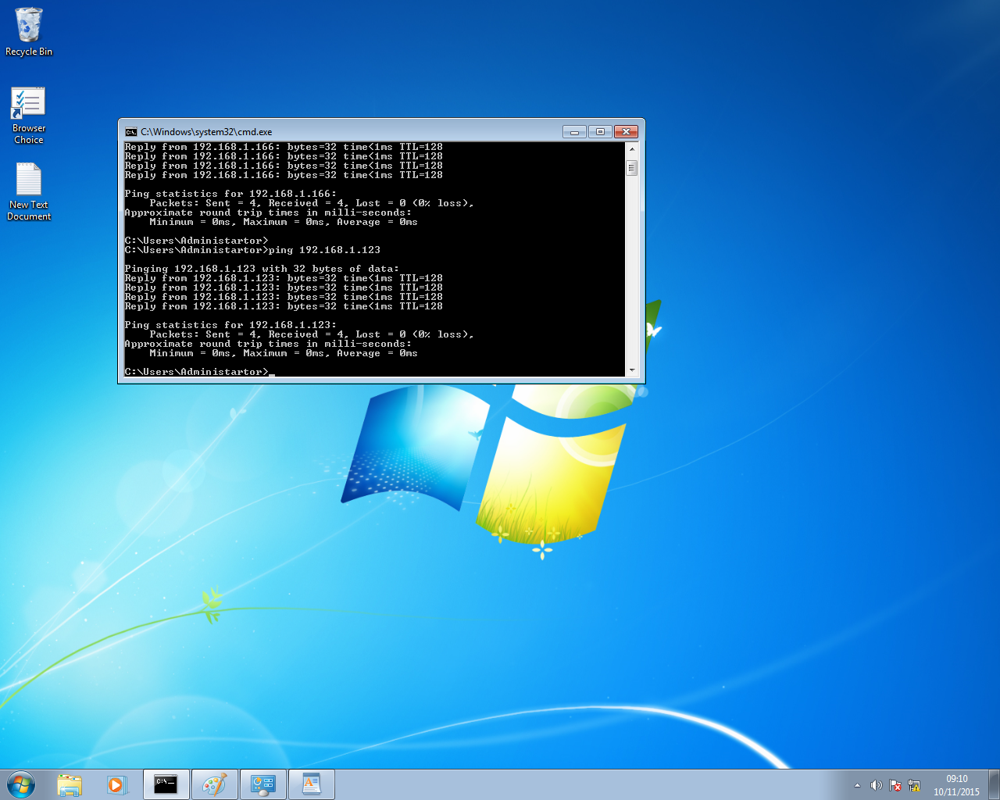 Recycle Bin
Browser
Choice
New Text
Document
C:\Windows\system32\cmd.exe
Reply from 192.168.1.166: bytes=32 time<1ms TTL=128
Reply from 192.168.1.166: bytes=32 time<1ms TTL=128
Reply from 192.168.1.166: bytes=32 time<1ms TTL=128
Reply from 192.168.1.166: bytes=32 time<1ms TTL=128
Ping statistics for 192.168.1.166:
Packets: Sent = 4, Received = 4, Lost = 0 (0% loss),
Approximate round trip times in milli-seconds:
Minimum = 0ms, Maximum = 0ms, Average = 0ms
C:\Users\Administartor>
C:\Users\Administartor>ping 192.168.1.123
Pinging 192.168.1.123 with 32 bytes of data:
Reply from 192.168.1.123: bytes=32 time<1ms TTL=128
Reply from 192.168.1.123: bytes=32 time<1ms TTL=128
Reply from 192.168.1.123: bytes=32 time<1ms TTL=128
Reply from 192.168.1.123: bytes=32 time<1ms TTL=128
Ping statistics for 192.168.1.123:
Packets: Sent = 4, Received = 4, Lost = 0 (0% loss),
Approximate round trip times in milli-seconds:
Minimum = 0ms, Maximum = 0ms, Average = 0ms
C:\Users\Administartor>_
09:10
10/11/2015